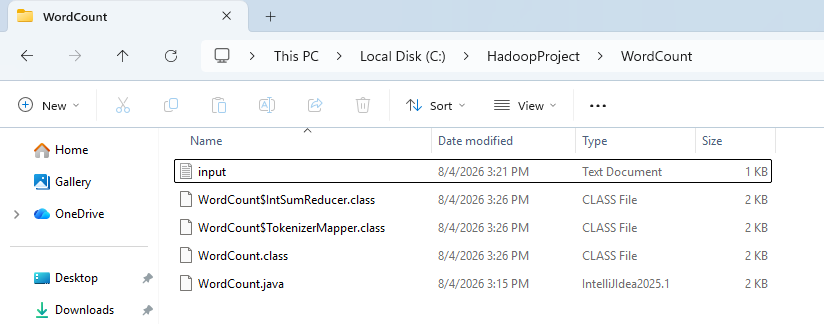 WordCount
This PC > Local Disk (C:) > HadoopProject > WordCount
New Sort View
Home
Gallery
OneDrive
Desktop
Downloads
Name Date modified Type Size
input 8/4/2026 3:21 PM Text Document 1 KB
WordCount$IntSumReducer.class 8/4/2026 3:26 PM CLASS File 2 KB
WordCount$TokenizerMapper.class 8/4/2026 3:26 PM CLASS File 2 KB
WordCount.class 8/4/2026 3:26 PM CLASS File 2 KB
WordCount.java 8/4/2026 3:15 PM IntelliJIdea2025.1 2 KB